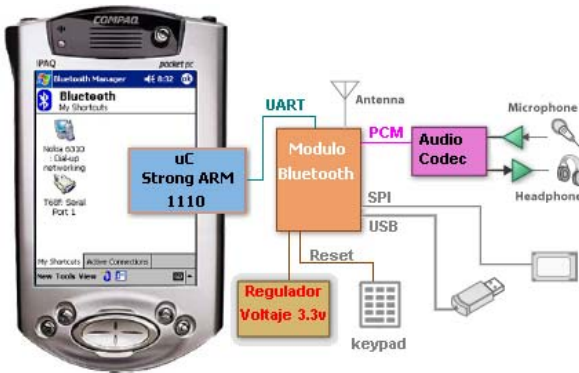 COMPAQ
iPAQ pocket pc
Bluetooth Manager 8:32 ok
Bluetooth
My Shortcuts
Nokia 6310
: Dial-up
networking
T68i: Serial
Port 1
My Shortcuts Active Connections
New Tools View
uC
Strong ARM
1110
UART
Antenna
Modulo
Bluetooth
PCM
Audio
Codec
Microphone
Headphone
SPI
USB
Reset
Regulador
Voltaje 3.3v
keypad